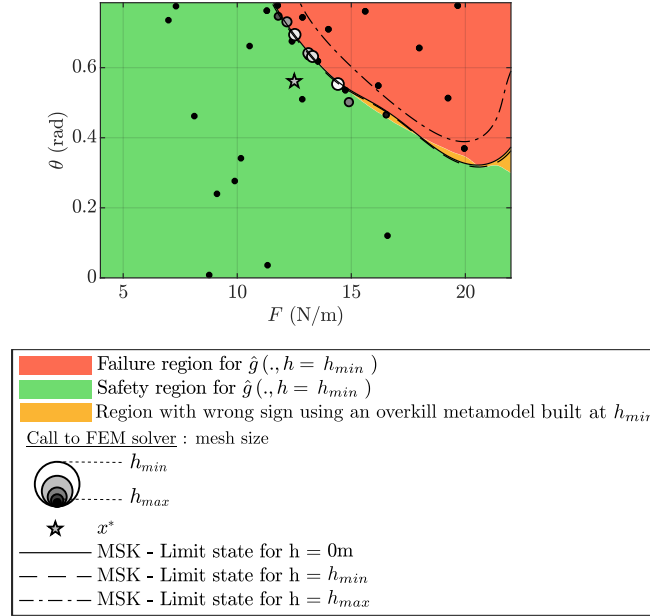 0.6
0.4
0.2
0
θ (rad)
5 10 15 20
F (N/m)
Failure region for ĝ(., h = h_min )
Safety region for ĝ(., h = h_min )
Region with wrong sign using an overkill metamodel built at h_min
Call to FEM solver : mesh size
h_min
h_max
x*
MSK - Limit state for h = 0m
MSK - Limit state for h = h_min
MSK - Limit state for h = h_max